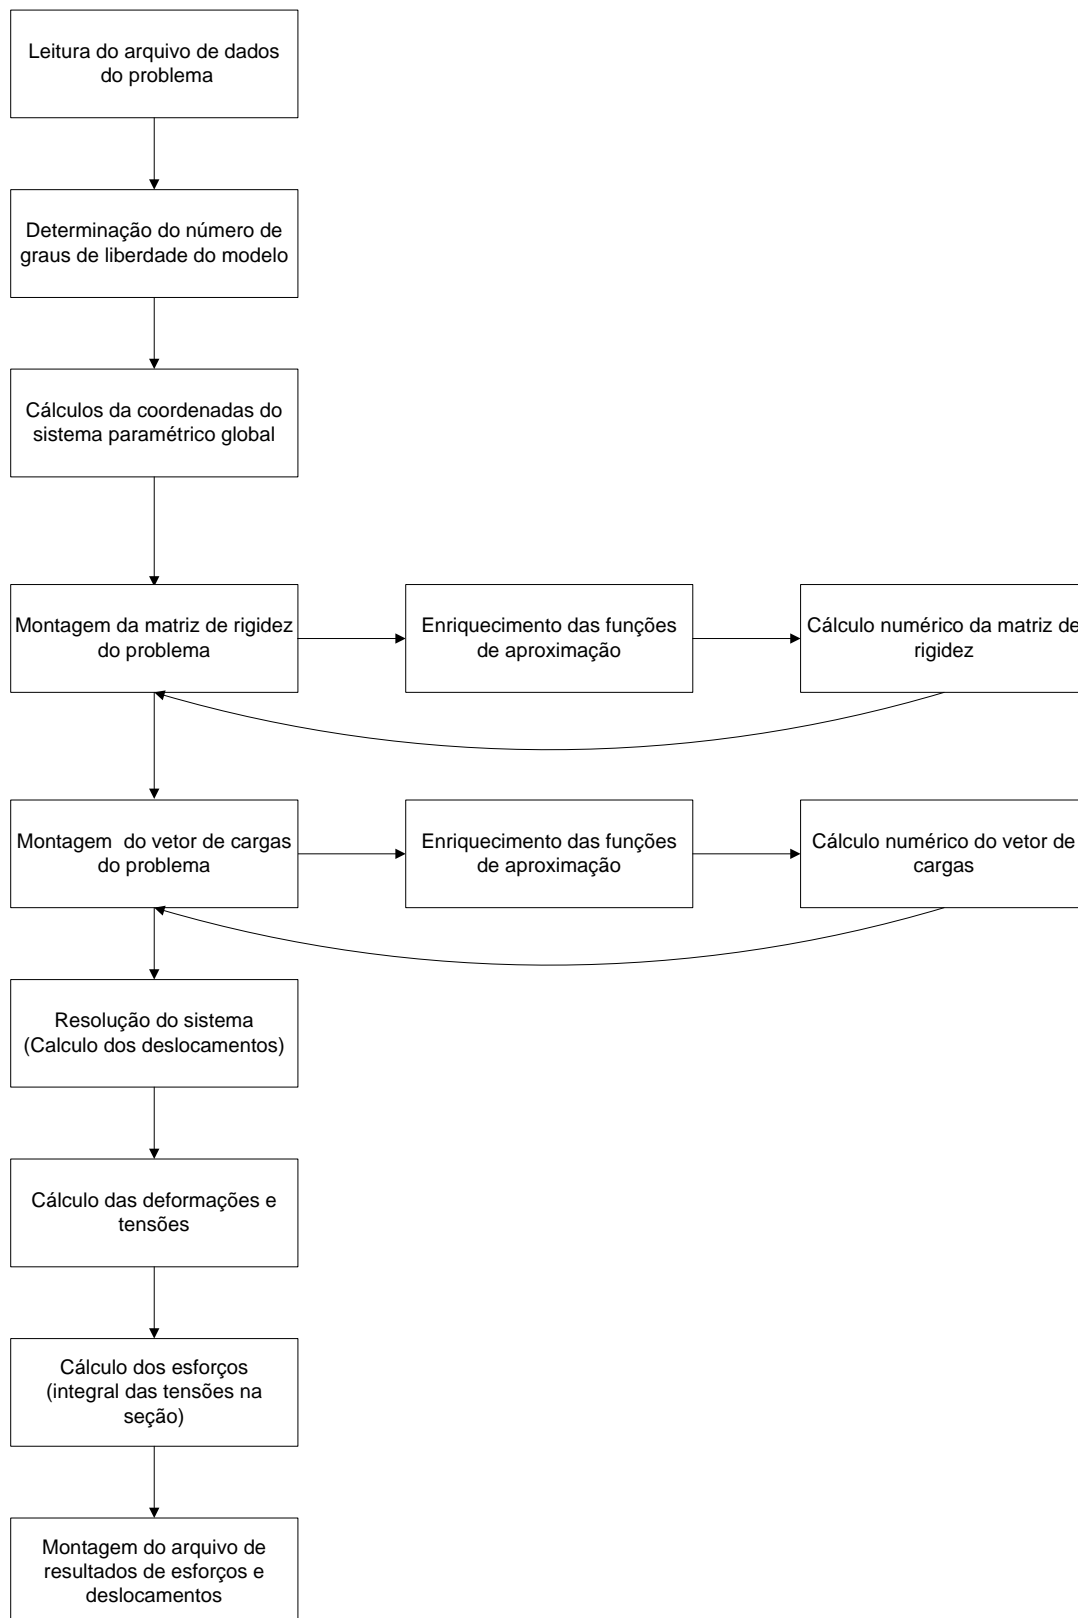 Leitura do arquivo de dados
do problema
Determinação do número de
graus de liberdade do modelo
Cálculos da coordenadas do
sistema paramétrico global
Montagem da matriz de rigidez
do problema
Enriquecimento das funções
de aproximação
Cálculo numérico da matriz de
rigidez
Montagem do vetor de cargas
do problema
Enriquecimento das funções
de aproximação
Cálculo numérico do vetor de
cargas
Resolução do sistema
(Calculo dos deslocamentos)
Cálculo das deformações e
tensões
Cálculo dos esforços
(integral das tensões na
seção)
Montagem do arquivo de
resultados de esforços e
deslocamentos